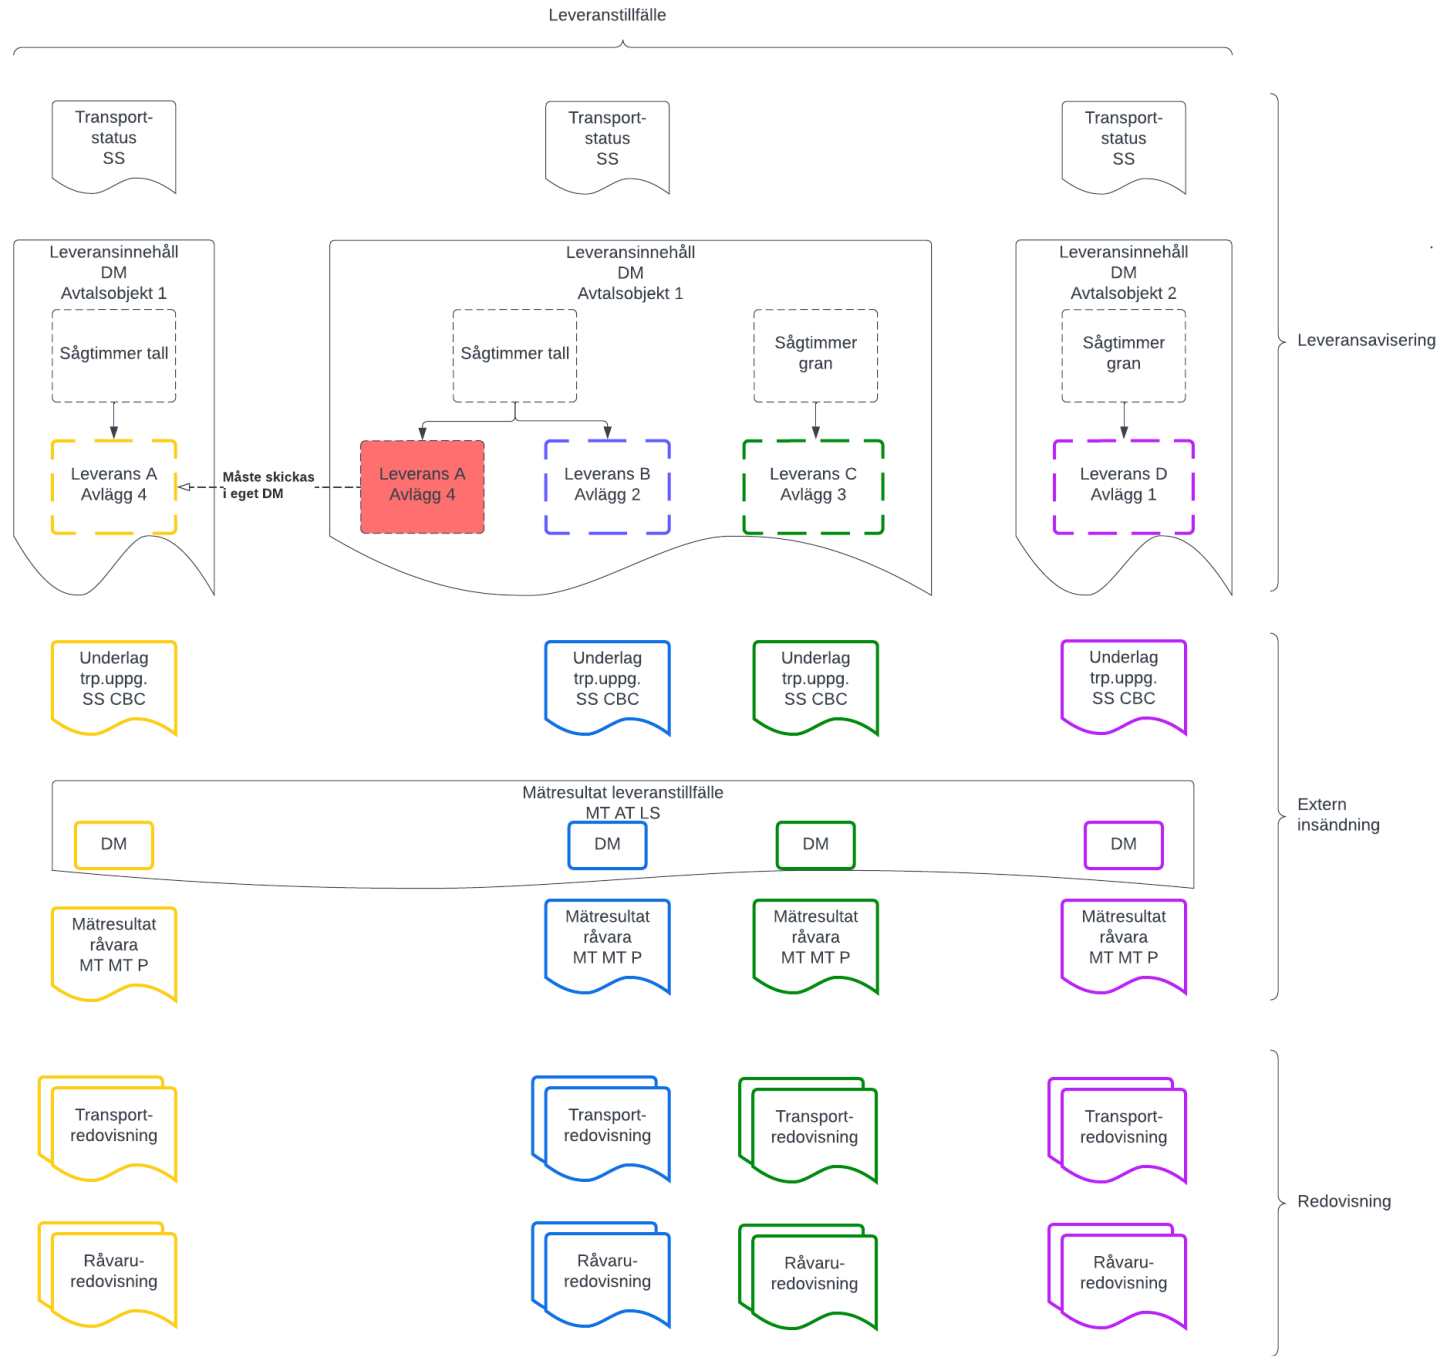 Leveranstillfälle
Transport-
status
SS
Transport-
status
SS
Transport-
status
SS
Leveransinnehåll
DM
Avtalsobjekt 1
Leveransinnehåll
DM
Avtalsobjekt 1
Leveransinnehåll
DM
Avtalsobjekt 2
Sågtimmer tall
Sågtimmer tall
Sågtimmer
gran
Sågtimmer
gran
Leveransavisering
Leverans A
Avlägg 4
Måste skickas
i eget DM
Leverans A
Avlägg 4
Leverans B
Avlägg 2
Leverans C
Avlägg 3
Leverans D
Avlägg 1
Underlag
trp.uppg.
SS CBC
Underlag
trp.uppg.
SS CBC
Underlag
trp.uppg.
SS CBC
Underlag
trp.uppg.
SS CBC
Mätresultat leveranstillfälle
MT AT LS
DM
DM
DM
DM
Extern
insändning
Mätresultat
råvara
MT MT P
Mätresultat
råvara
MT MT P
Mätresultat
råvara
MT MT P
Mätresultat
råvara
MT MT P
Transport-
redovisning
Transport-
redovisning
Transport-
redovisning
Transport-
redovisning
Redovisning
Råvaru-
redovisning
Råvaru-
redovisning
Råvaru-
redovisning
Råvaru-
redovisning